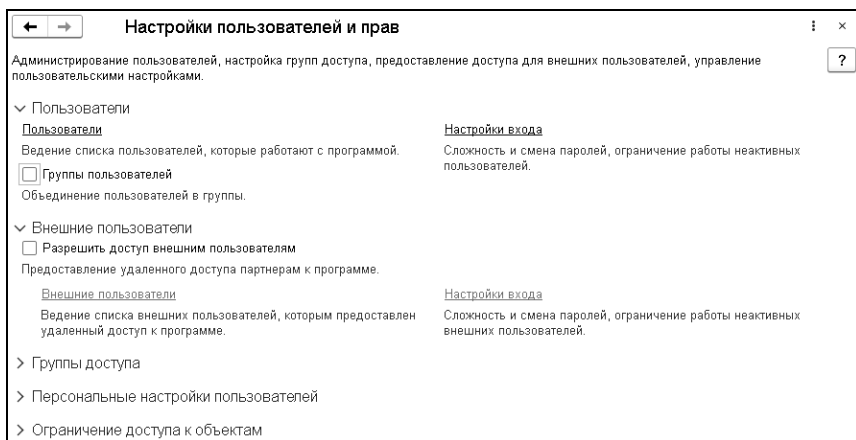 Настройки пользователей и прав
Администрирование пользователей, настройка групп доступа, предоставление доступа для внешних пользователей, управление
пользовательскими настройками.
?
Пользователи
Пользователи
Ведение списка пользователей, которые работают с программой.
Группы пользователей
Объединение пользователей в группы.
Настройки входа
Сложность и смена паролей, ограничение работы неактивных
пользователей.
Внешние пользователи
Разрешить доступ внешним пользователям
Предоставление удаленного доступа партнерам к программе.
Внешние пользователи
Ведение списка внешних пользователей, которым предоставлен
удаленный доступ к программе.
Настройки входа
Сложность и смена паролей, ограничение работы неактивных
внешних пользователей.
Группы доступа
Персональные настройки пользователей
Ограничение доступа к объектам